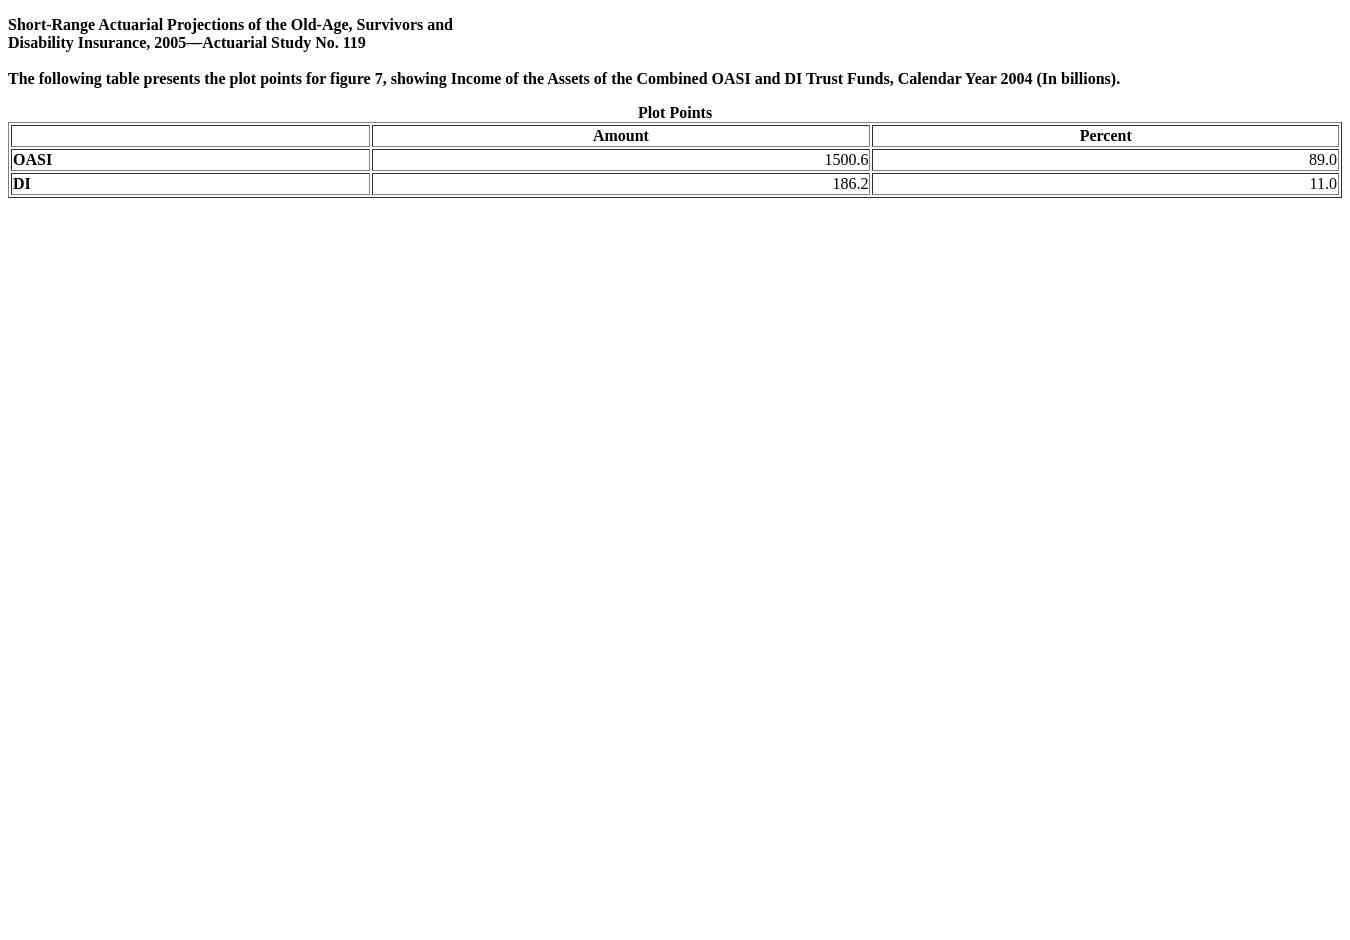 Short-Range Actuarial Projections of the Old-Age, Survivors and
Disability Insurance, 2005—Actuarial Study No. 119
The following table presents the plot points for figure 7, showing Income of the Assets of the Combined OASI and DI Trust Funds, Calendar Year 2004 (In billions).
Plot Points
Amount Percent
OASI 1500.6 89.0
DI 186.2 11.0